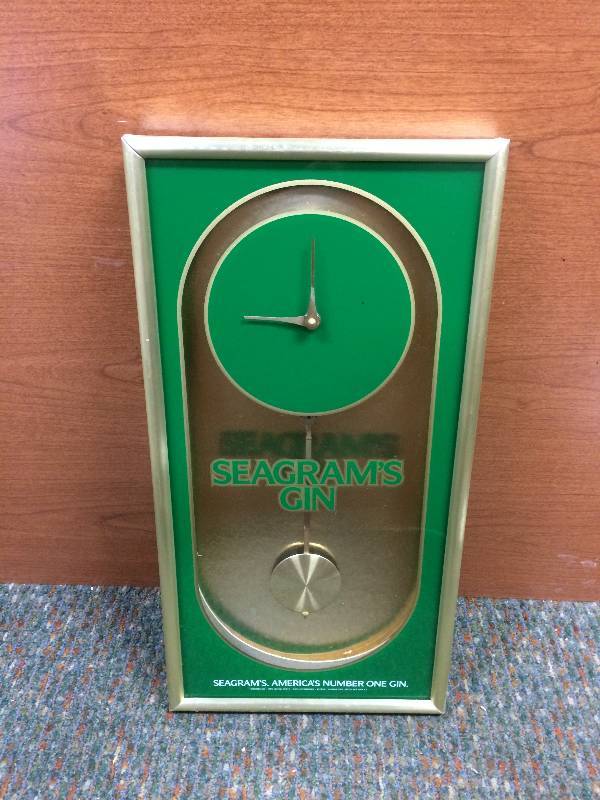 SEAGRAM'S
GIN
SEAGRAM'S. AMERICA'S NUMBER ONE GIN.